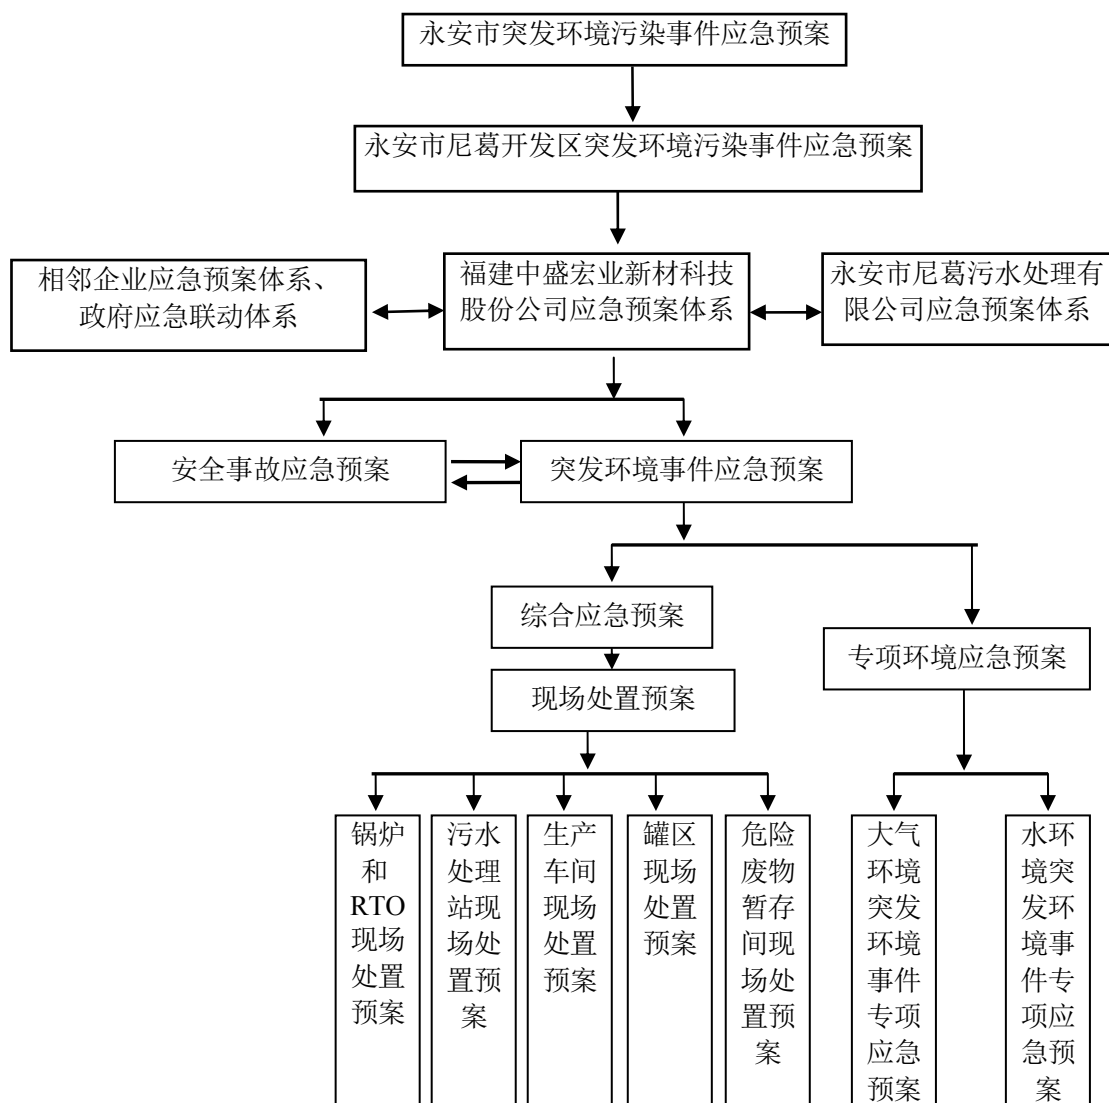 永安市突发环境污染事件应急预案
永安市尼葛开发区突发环境污染事件应急预案
相邻企业应急预案体系、
政府应急联动体系
福建中盛宏业新材科技
股份公司应急预案体系
永安市尼葛污水处理有
限公司应急预案体系
安全事故应急预案
突发环境事件应急预案
综合应急预案
专项环境应急预案
现场处置预案
锅炉
和
RTO
现场
处置
预案
污水
处理
站现
场处
置预
案
生产
车间
现场
处置
预案
罐区
现场
处置
预案
危险
废物
暂存
间现
场处
置预
案
大气
环境
突发
环境
事件
专项
应急
预案
水环
境突
发环
境事
件专
项应
急预
案